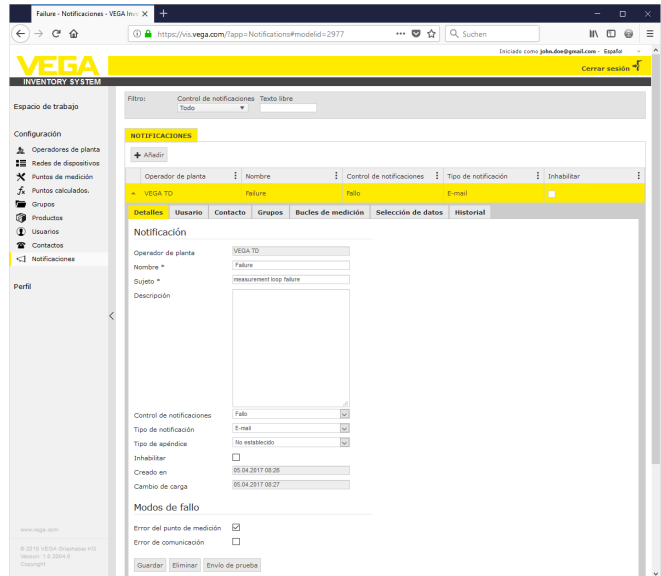 Failure - Notificaciones - VEGA Inve
https://vis.vega.com/?app=Notifications#modelid=2977
Suchen
Iniciado como john.doe@gmail.com - Español
VEGA
INVENTORY SYSTEM
Cerrar sesión
Espacio de trabajo
Configuración
Operadores de planta
Redes de dispositivos
Puntos de medición
Puntos calculados.
Grupos
Productos
Usuarios
Contactos
Notificaciones
Perfil
www.vega.com
© 2015 VEGA Grieshaber KG
Copyright
Filtro: Control de notificaciones Texto libre
Todo
NOTIFICACIONES
+ Añadir
Operador de planta Nombre Control de notificaciones Tipo de notificación Inhabilitar
VEGA TD Failure Fallo E-mail
Detalles Usuario Contacto Grupos Bucles de medición Selección de datos Historial
Notificación
Operador de planta VEGA TD
Nombre * Failure
Sujeto * measurement loop failure
Descripción
Control de notificaciones Fallo
Tipo de notificación E-mail
Tipo de apéndice No establecido
Inhabilitar
Creado en 05.04.2017 08:26
Cambio de carga 05.04.2017 08:27
Modos de fallo
Error del punto de medición
Error de comunicación
Guardar Eliminar Envío de prueba